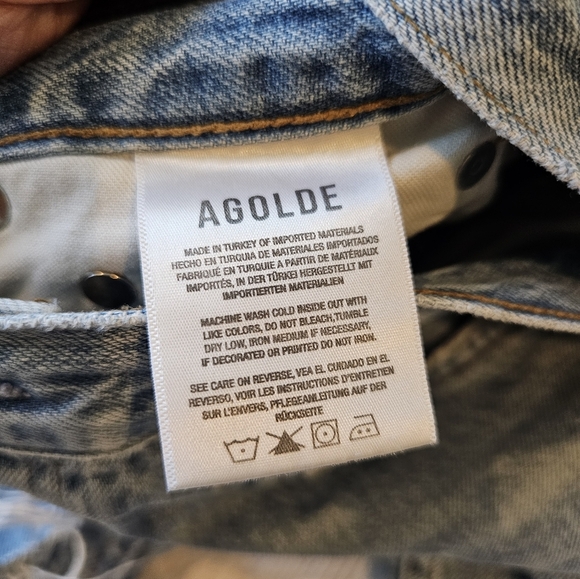 AGOLDE
MADE IN TURKEY OF IMPORTED MATERIALS
HECHO EN TURQUIA DE MATERIALES IMPORTADOS
FABRIQUÉ EN TURQUIE A PARTIR DE MATÉRIAUX
IMPORTÉS, IN DER TÜRKEI HERGESTELLT MIT
IMPORTIERTEN MATERIALIEN
MACHINE WASH COLD INSIDE OUT WITH
LIKE COLORS, DO NOT BLEACH,TUMBLE
DRY LOW, IRON MEDIUM IF NECESSARY,
IF DECORATED OR PRINTED DO NOT IRON.
SEE CARE ON REVERSE, VEA EL CUIDADO EN EL
REVERSO, VOIR LES INSTRUCTIONS D'ENTRETIEN
SUR L'ENVERS, PFLEGEANLEITUNG AUF DER
RÜCKSEITE